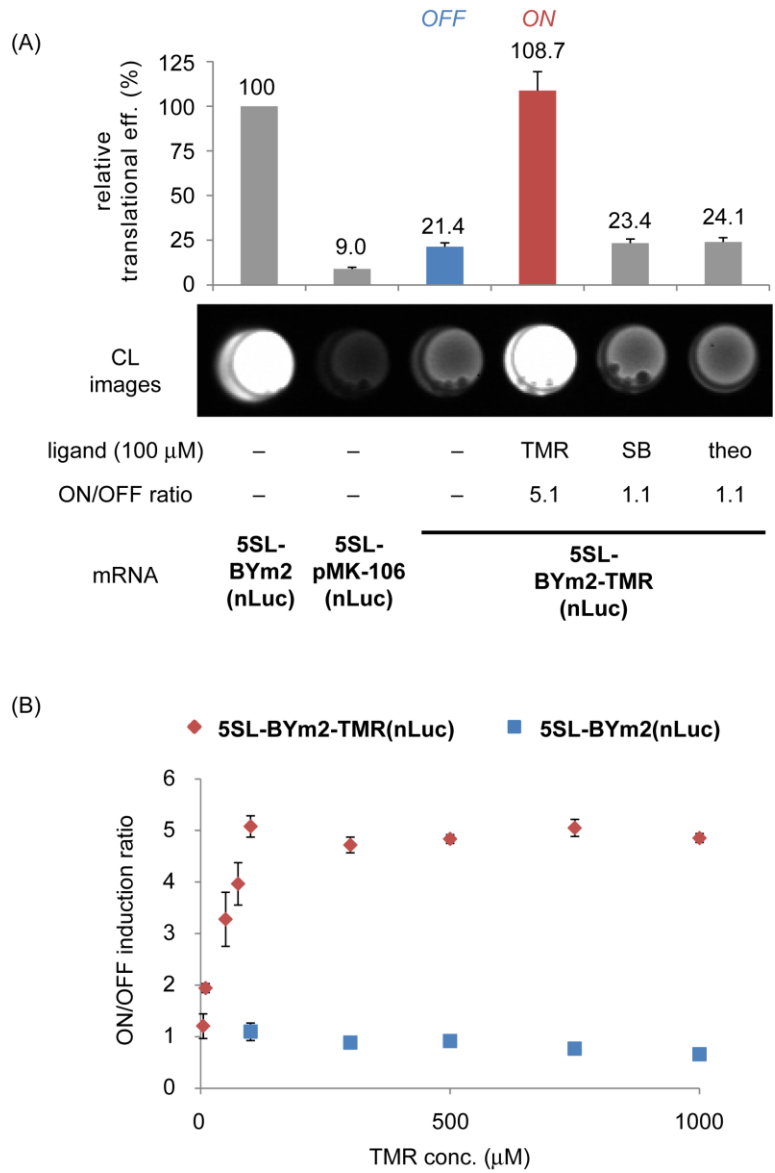 (A)
OFF ON
relative
translational eff. (%)
125
100
75
50
25
0
100
9.0
21.4
108.7
23.4
24.1
CL
images
ligand (100 μM) – – – TMR SB theo
ON/OFF ratio – – – 5.1 1.1 1.1
mRNA
5SL-
BYm2
(nLuc)
5SL-
pMK-106
(nLuc)
5SL-
BYm2-TMR
(nLuc)
(B)
5SL-BYm2-TMR(nLuc) 5SL-BYm2(nLuc)
ON/OFF induction ratio
6
5
4
3
2
1
0
0 500 1000
TMR conc. (μM)